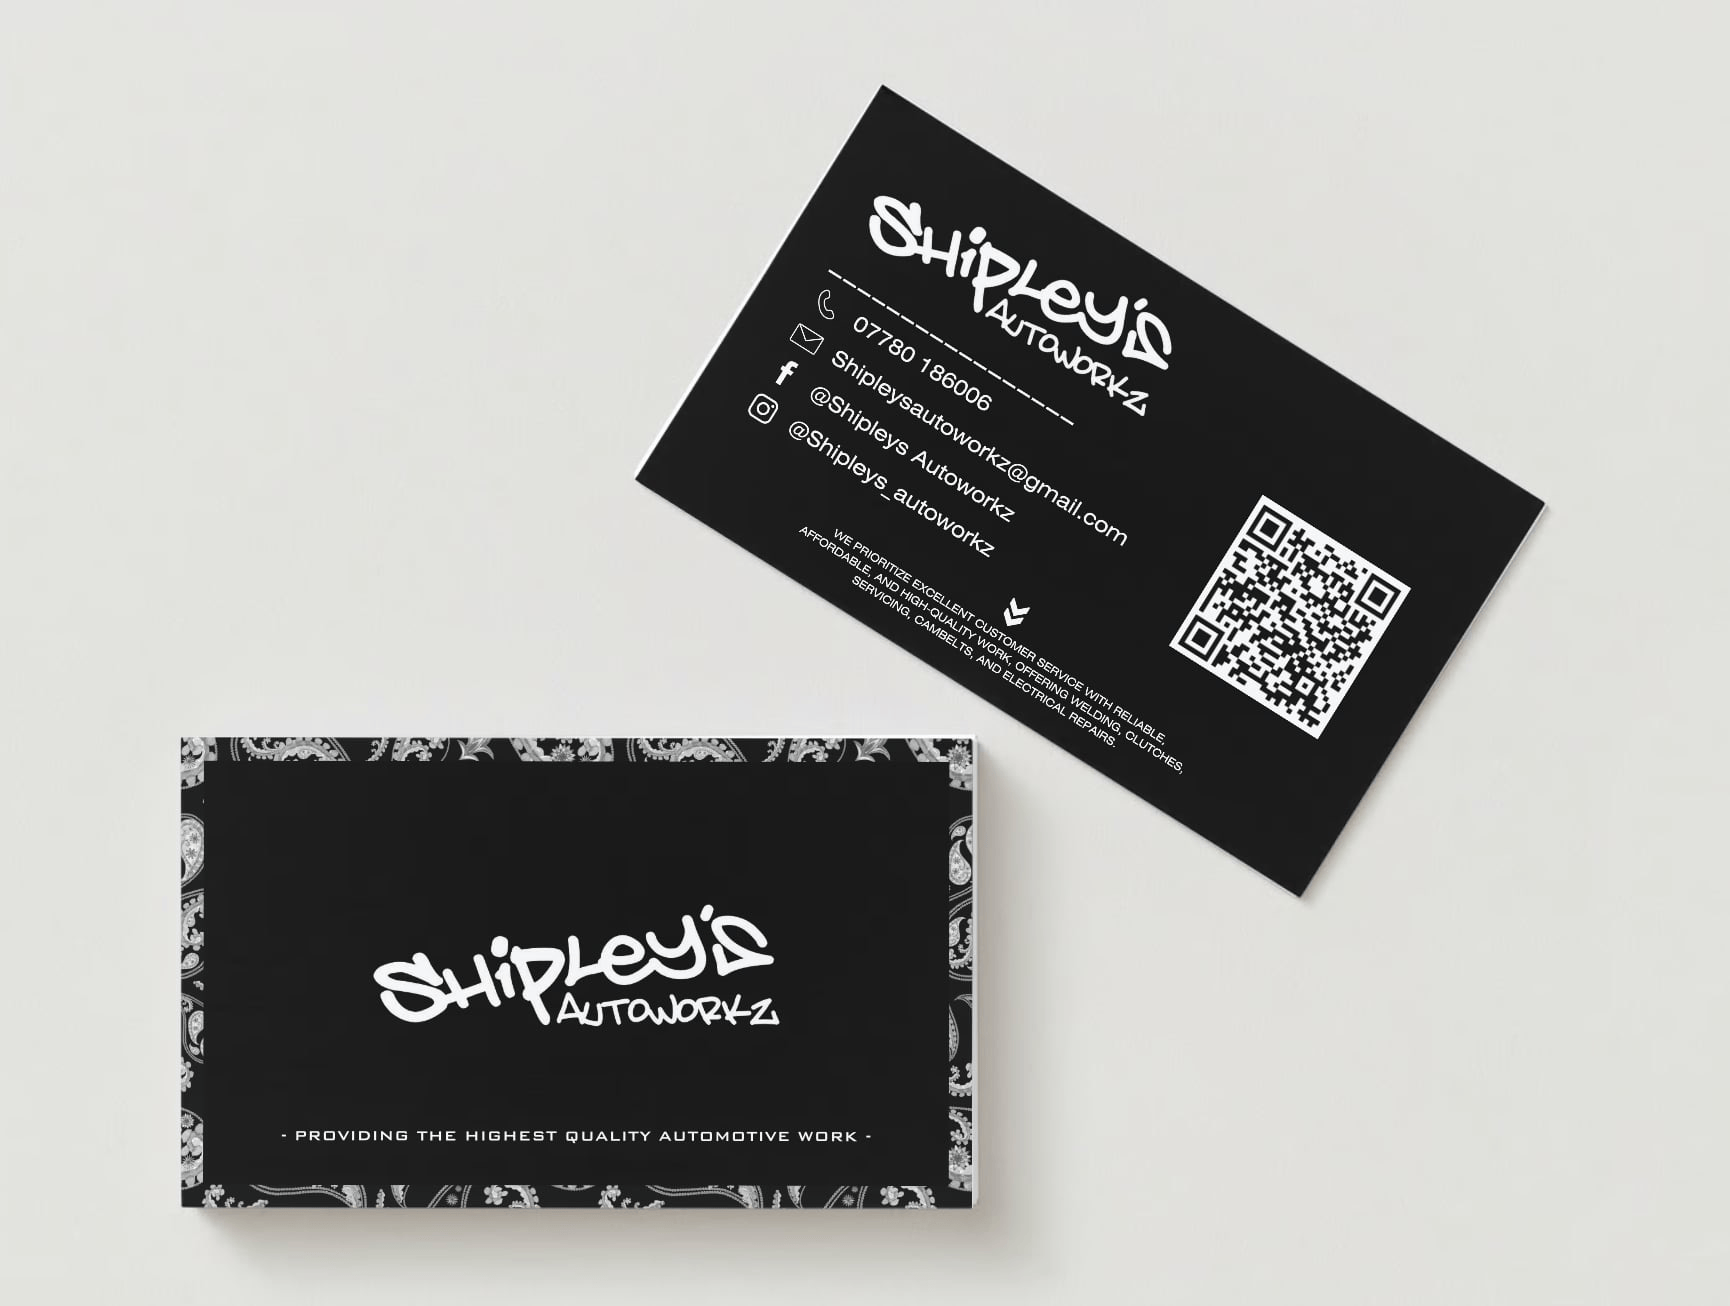 Shipley's
Autoworkz
07780 186006
Shipleysautoworkz@gmail.com
@Shipleys Autoworkz
@Shipleys_autoworkz
WE PRIORITIZE EXCELLENT CUSTOMER SERVICE WITH RELIABLE,
AFFORDABLE, AND HIGH-QUALITY WORK, OFFERING WELDING, CLUTCHES,
SERVICING, CAMBELTS, AND ELECTRICAL REPAIRS.
Shipley's
Autoworkz
- PROVIDING THE HIGHEST QUALITY AUTOMOTIVE WORK -